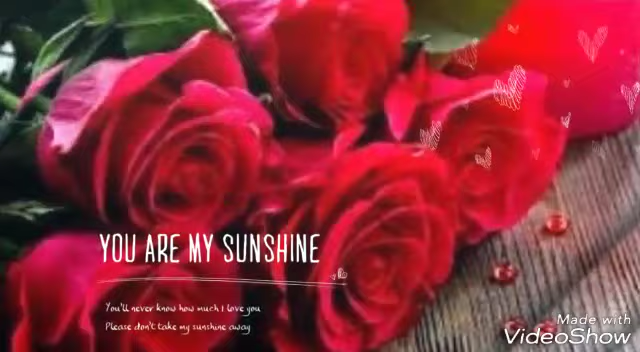 YOU ARE MY SUNSHINE
You'll never know how much I love you
Please don't take my sunshine away
Made with
VideoShow